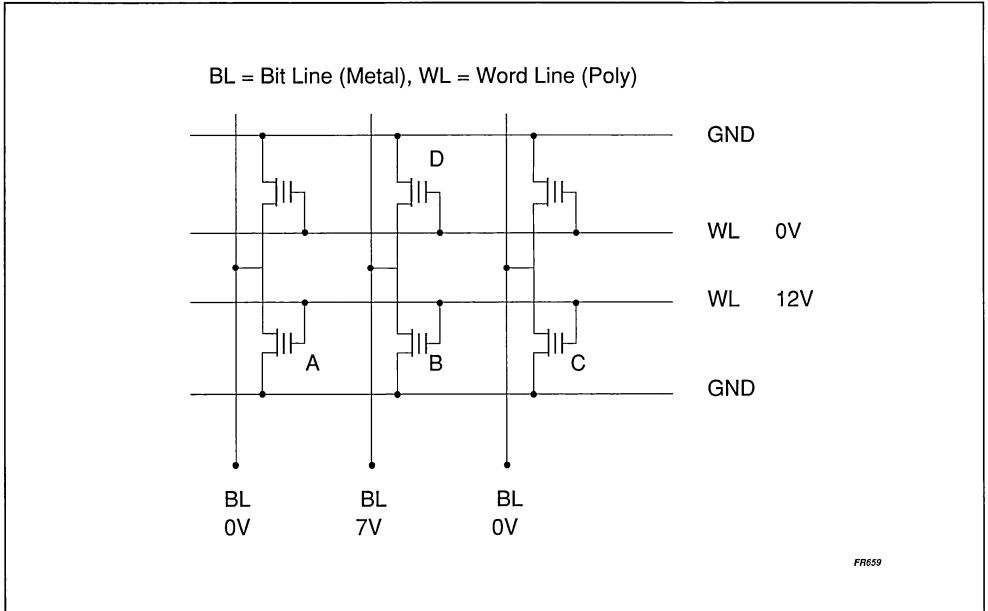 BL = Bit Line (Metal), WL = Word Line (Poly)
GND
D
WL 0V
WL 12V
A B C
GND
BL BL BL
0V 7V 0V
FR659